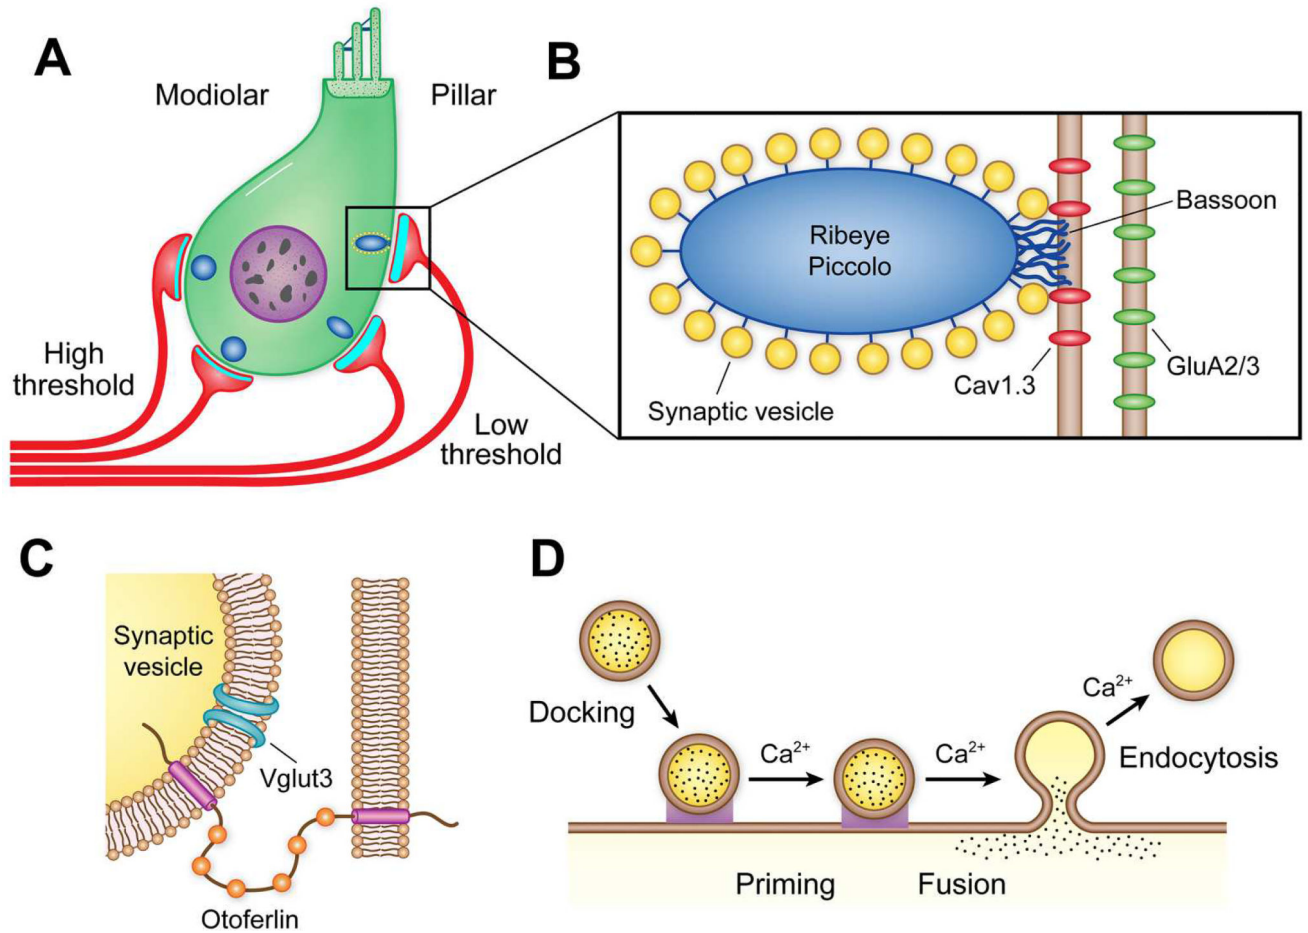 A
Modiolar
Pillar
High
threshold
Low
threshold
B
Ribeye
Piccolo
Bassoon
Synaptic vesicle
Cav1.3
GluA2/3
C
Synaptic
vesicle
Vglut3
Otoferlin
D
Docking
Ca²⁺
Ca²⁺
Ca²⁺
Endocytosis
Priming
Fusion